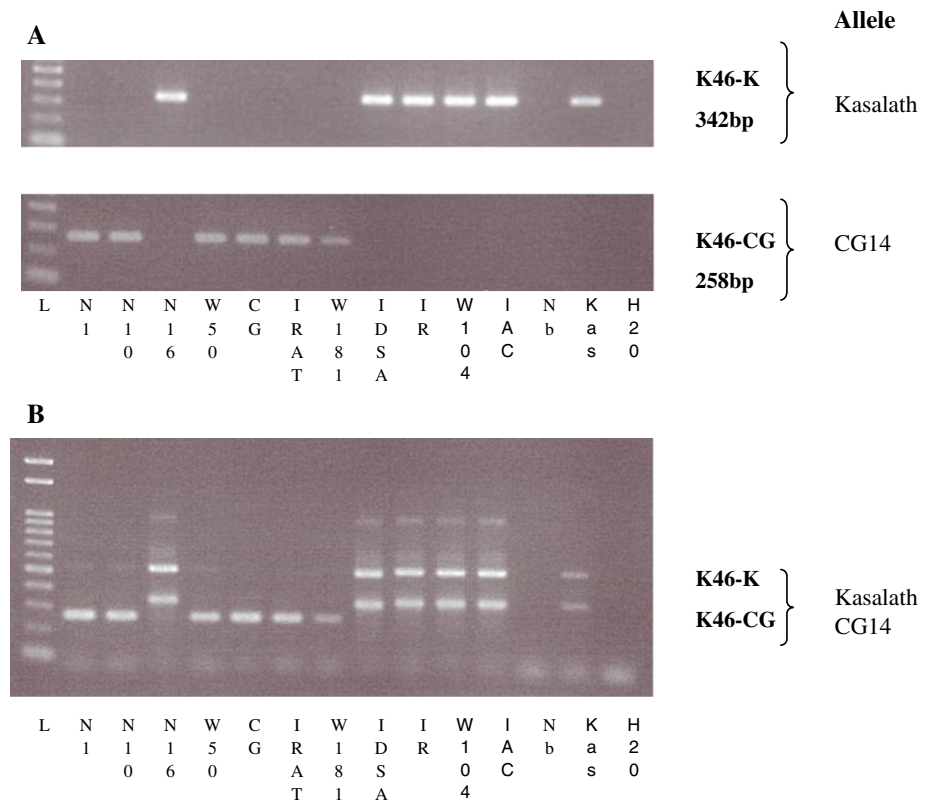 Allele
A
K46-K
342bp
Kasalath
K46-CG
258bp
CG14
L N1 N10 N16 W50 CG IRAT W181 IDSA IR W104 IAC Nb Kas H20
B
K46-K
K46-CG
Kasalath
CG14
L N1 N10 N16 W50 CG IRAT W181 IDSA IR W104 IAC Nb Kas H20